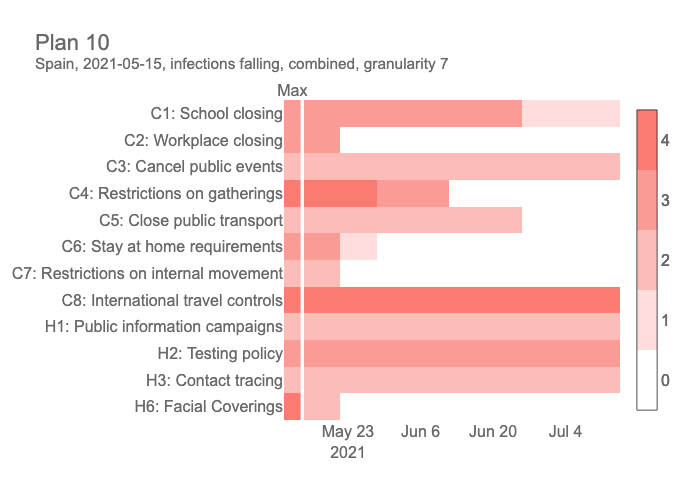 Plan 10
Spain, 2021-05-15, infections falling, combined, granularity 7
Max
C1: School closing
C2: Workplace closing
C3: Cancel public events
C4: Restrictions on gatherings
C5: Close public transport
C6: Stay at home requirements
C7: Restrictions on internal movement
C8: International travel controls
H1: Public information campaigns
H2: Testing policy
H3: Contact tracing
H6: Facial Coverings
May 23 Jun 6 Jun 20 Jul 4
2021
4
3
2
1
0